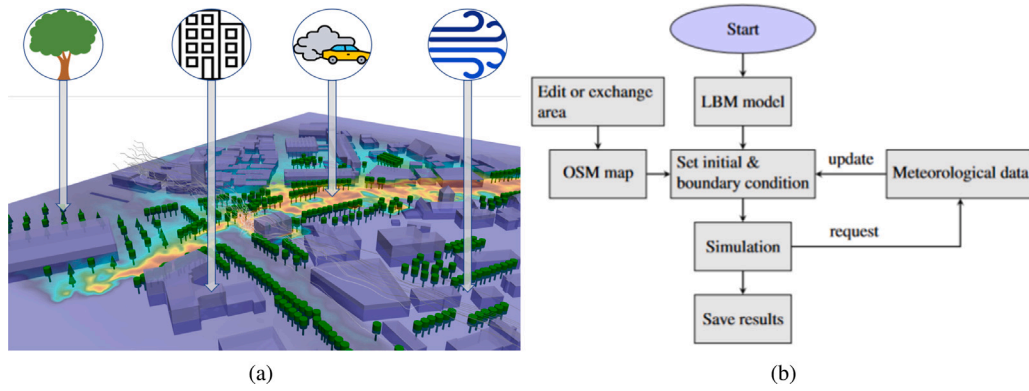 Start
LBM model
Edit or exchange
area
OSM map
Set initial &
boundary condition
update
Meteorological data
Simulation
request
Save results
(a)
(b)